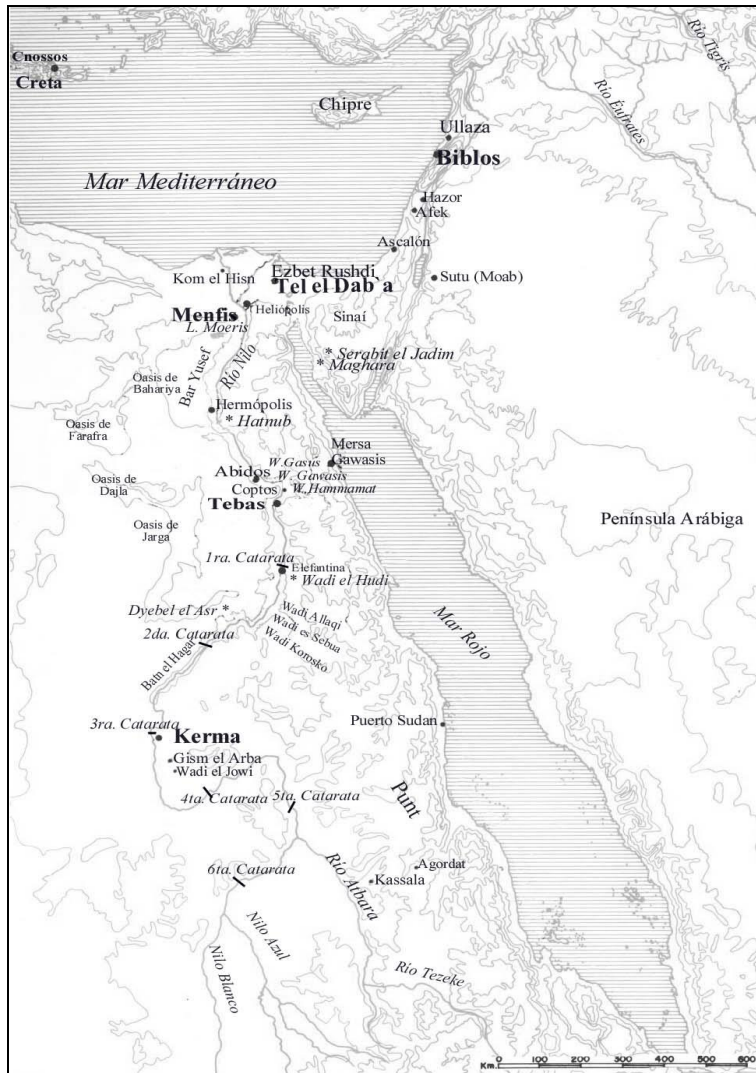 Cnossos
Creta
Chipre
Río Tigris
Río Éufrates
Ullaza
Biblos
Mar Mediterráneo
Hazor
Afek
Ascalón
Kom el Hisn
Ezbet Rushdi
Tel el Dab`a
Sutu (Moab)
Menfis
Heliópolis
L. Moeris
Sinaí
* Serabit el Jadim
* Maghara
Bar Yusef
Río Nilo
Oasis de
Bahariya
Hermópolis
* Hatnub
Oasis de
Farafra
Mersa
Gawasis
W.Gasus
W. Gawasis
W.,Hammamat
Abidos
Coptos
Tebas
Oasis de
Dajla
Oasis de
Jarga
Península Arábiga
1ra. Catarata
Elefantina
* Wadi el Hudi
Dyebel el Asr *
Wadi Allaqi
Wadi es Sebua
Wadi Korosko
2da. Catarata
Batn el Hagar
Mar Rojo
3ra. Catarata
Kerma
Puerto Sudan
Gism el Arba
Wadi el Jowi
4ta. Catarata
5ta. Catarata
Punt
6ta. Catarata
Río Atbara
Agordat
Kassala
Nilo Azul
Nilo Blanco
Río Tezeke
Km. 0 100 200 300 400 500 600